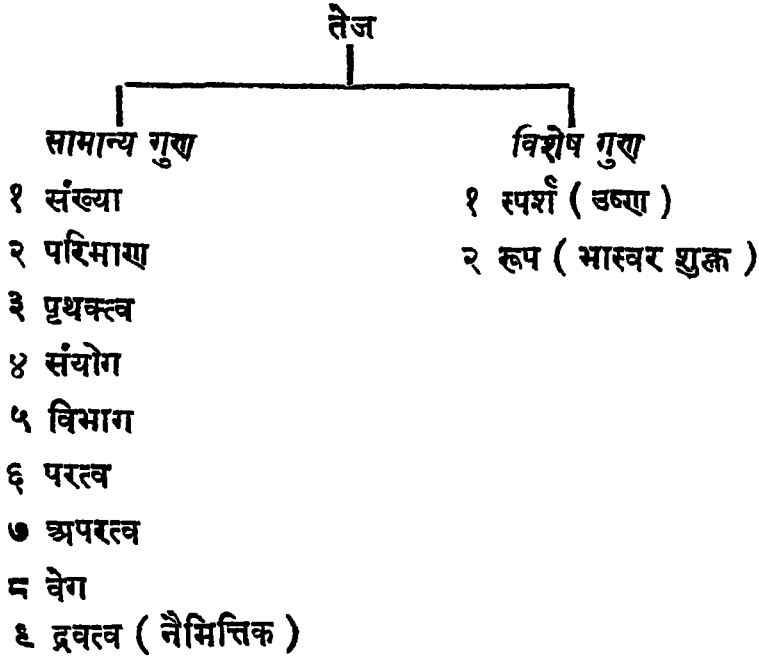 तेज
सामान्य गुण
१ संख्या
२ परिमाण
३ पृथक्त्व
४ संयोग
५ विभाग
६ परत्व
७ अपरत्व
८ वेग
९ द्रवत्व ( नैमित्तिक )
विशेष गुण
१ स्पर्श ( उष्ण )
२ रूप ( भास्वर शुक्ल )